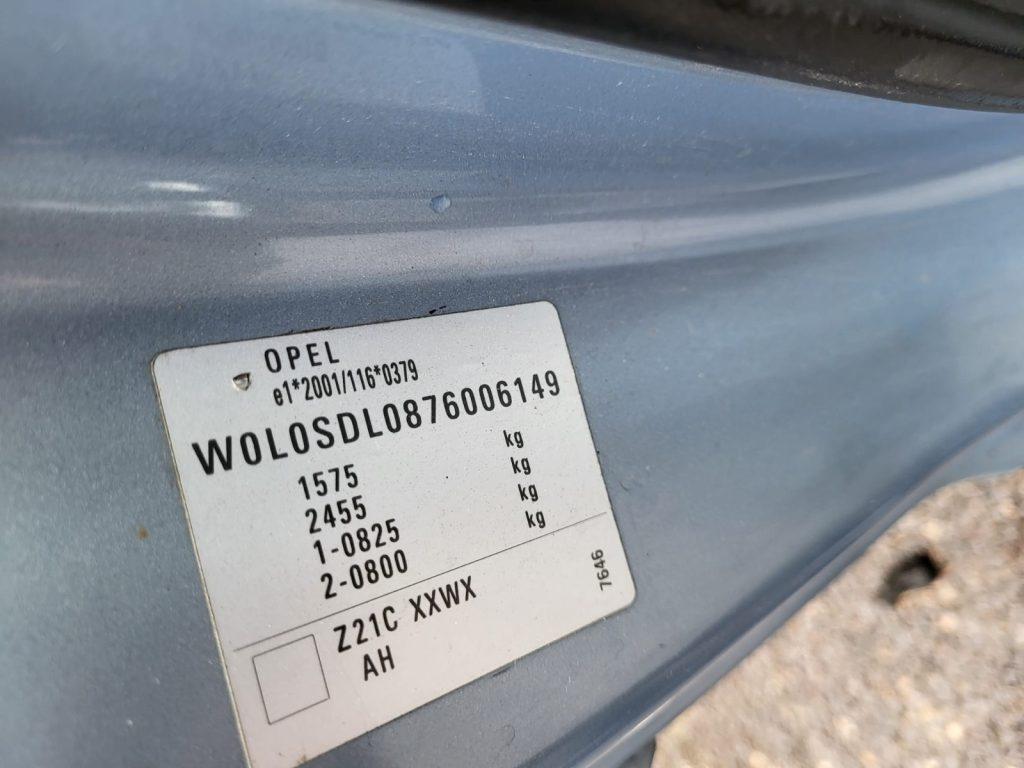 OPEL
e1*2001/116*0379
W0L0SDL0876006149
1575 kg
2455 kg
1-0825 kg
2-0800 kg
Z21C XXWX
AH
7646